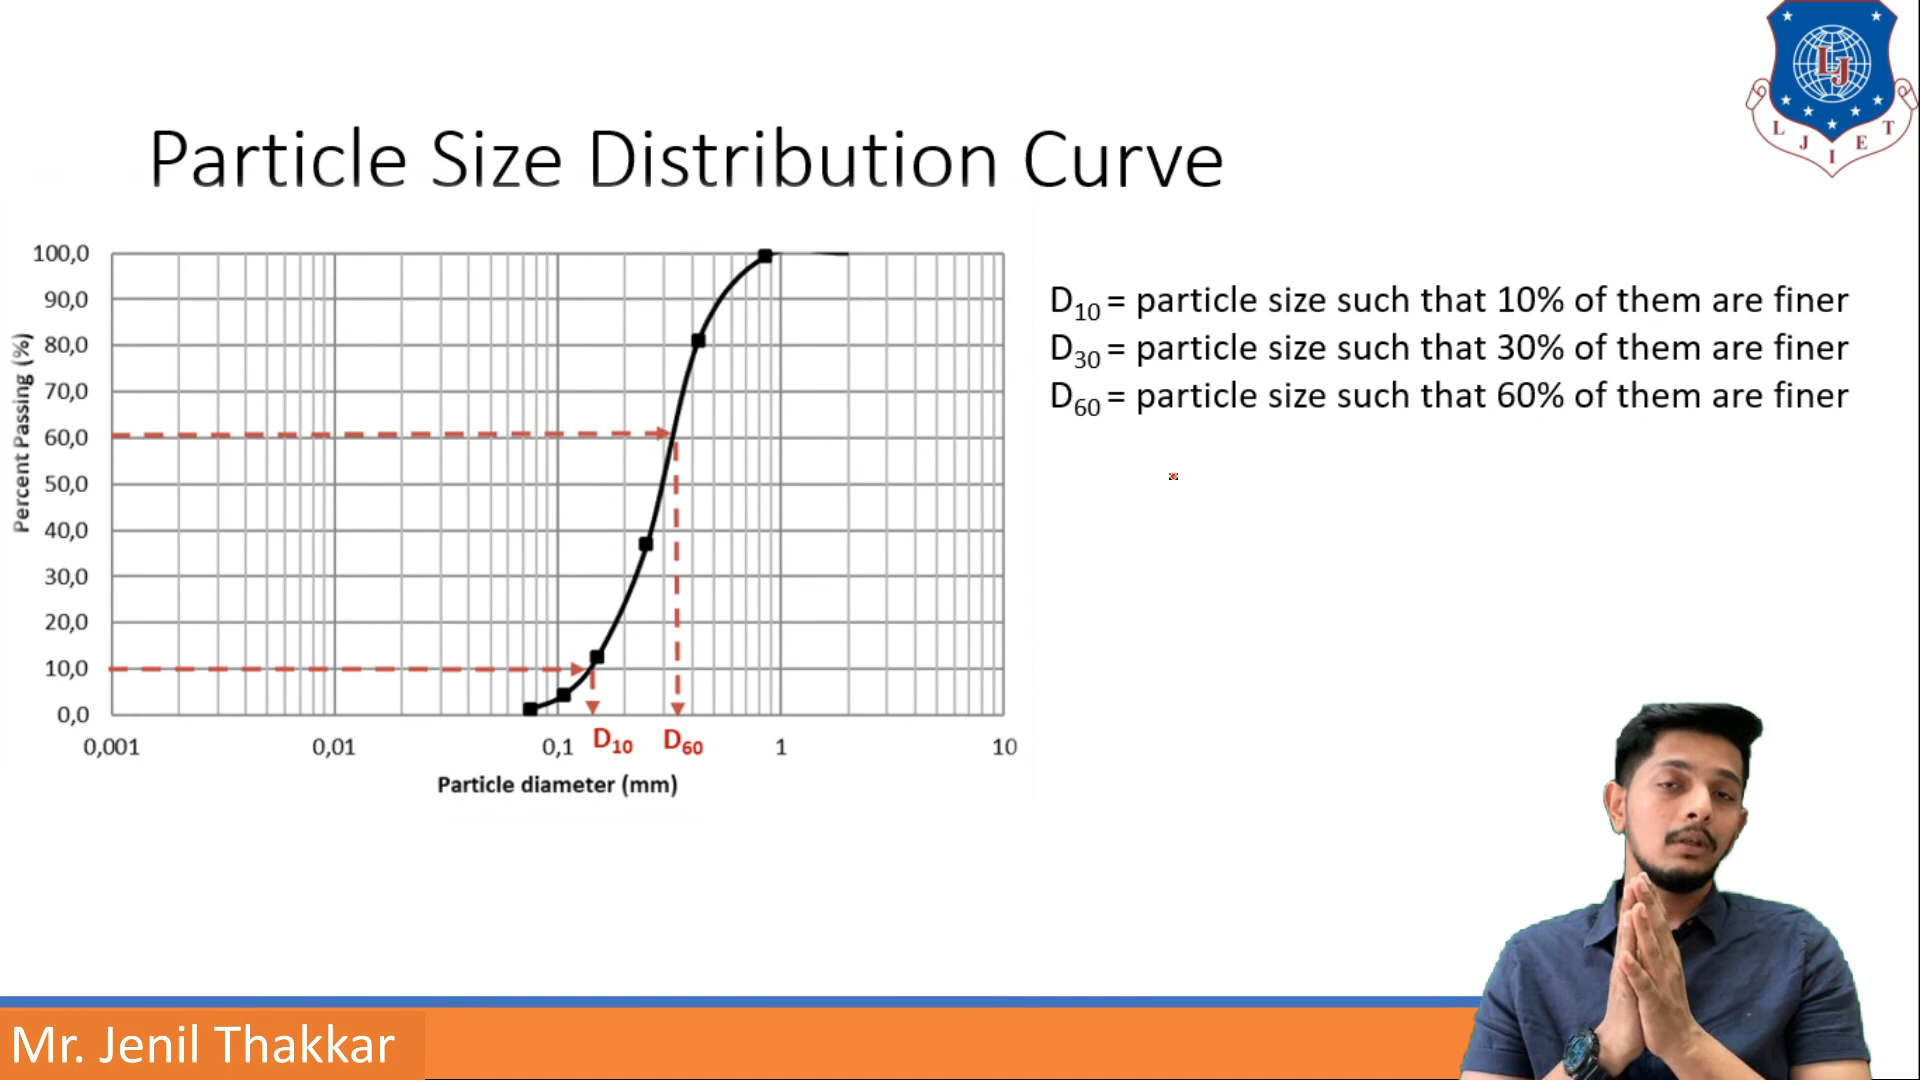 L J I E T
LJ
Particle Size Distribution Curve
100,0
90,0
80,0
70,0
60,0
50,0
40,0
30,0
20,0
10,0
0,0
Percent Passing (%)
0,001 0,01 0,1 D10 D60 1 10
Particle diameter (mm)
D10 = particle size such that 10% of them are finer
D30 = particle size such that 30% of them are finer
D60 = particle size such that 60% of them are finer
Mr. Jenil Thakkar